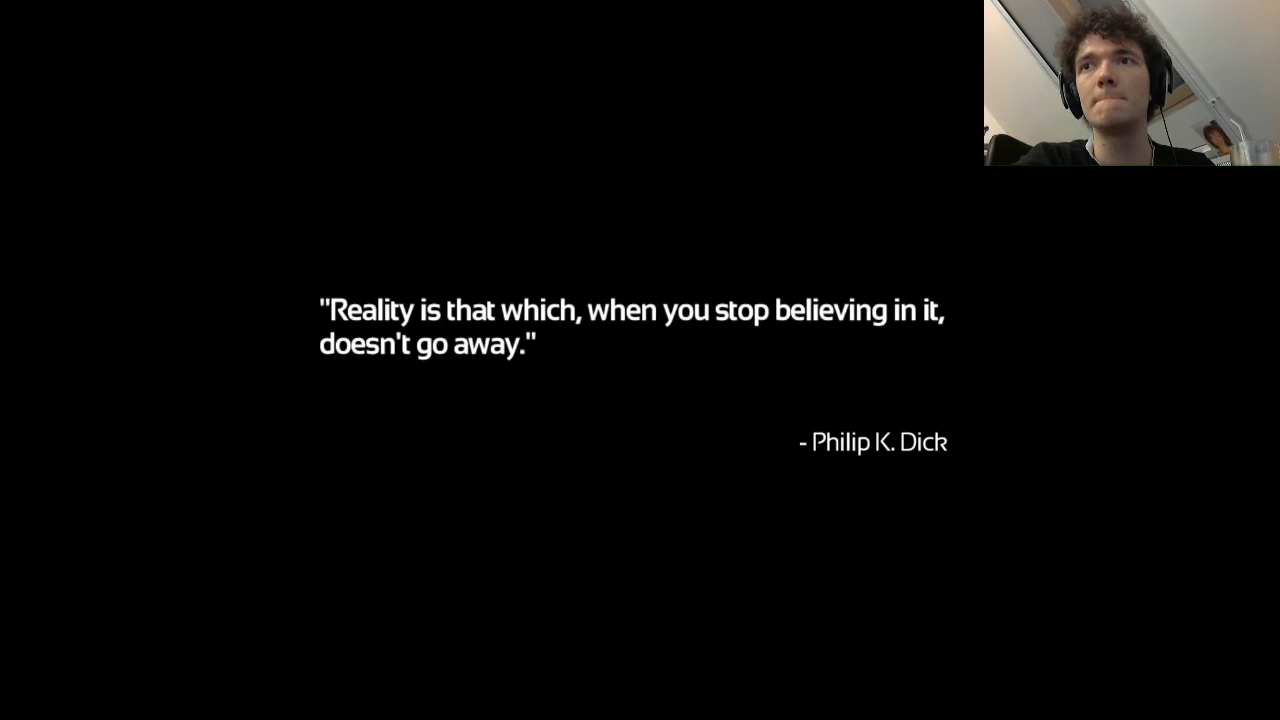 "Reality is that which, when you stop believing in it,
doesn't go away."
- Philip K. Dick